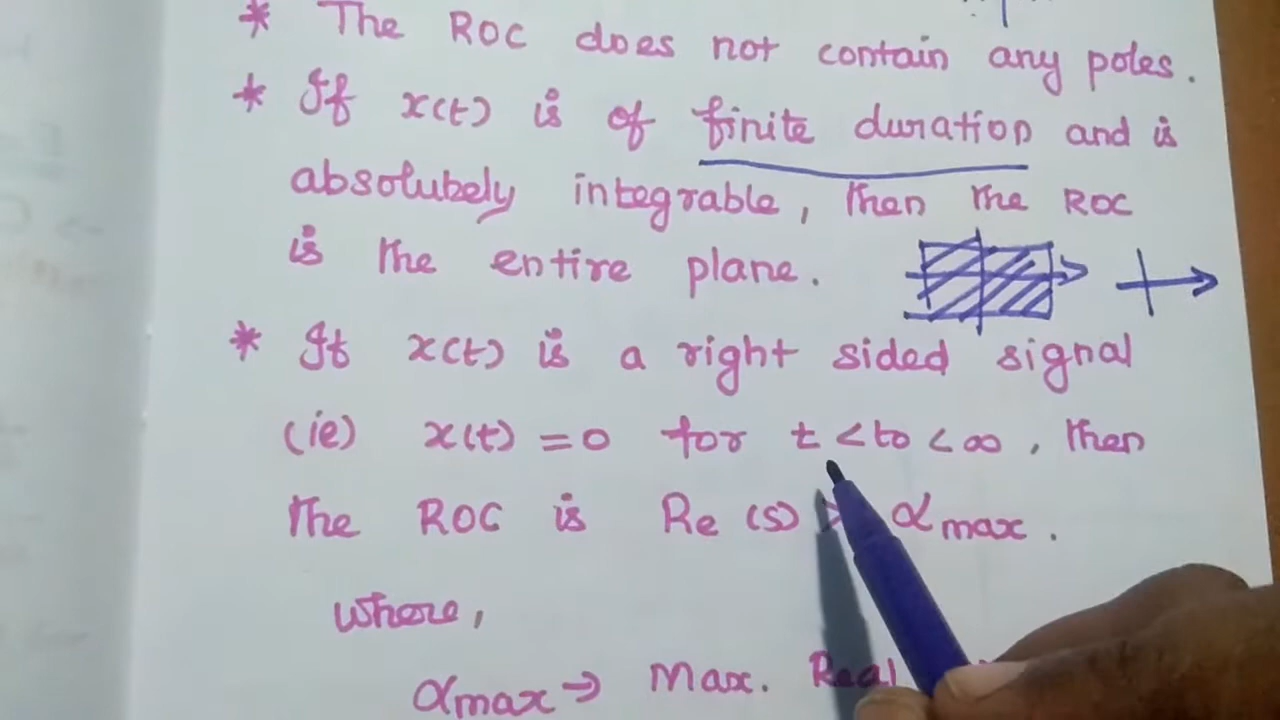 * The ROC does not contain any poles.
* If x(t) is of finite duration and is
absolutely integrable, then the ROC
is the entire plane.
* If x(t) is a right sided signal
(ie) x(t) = 0 for t < to < ∞, then
the ROC is Re (s) > αmax.
where,
αmax → Max. Real